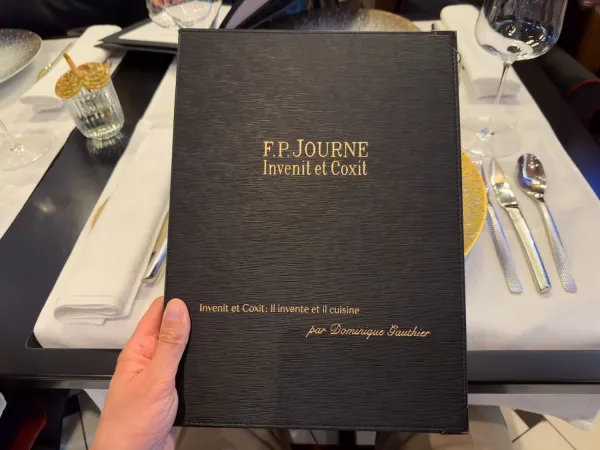 F.P.JOURNE
Invenit et Coxit
Invenit et Coxit: Il invente et il cuisine
par Dominique Gauthier